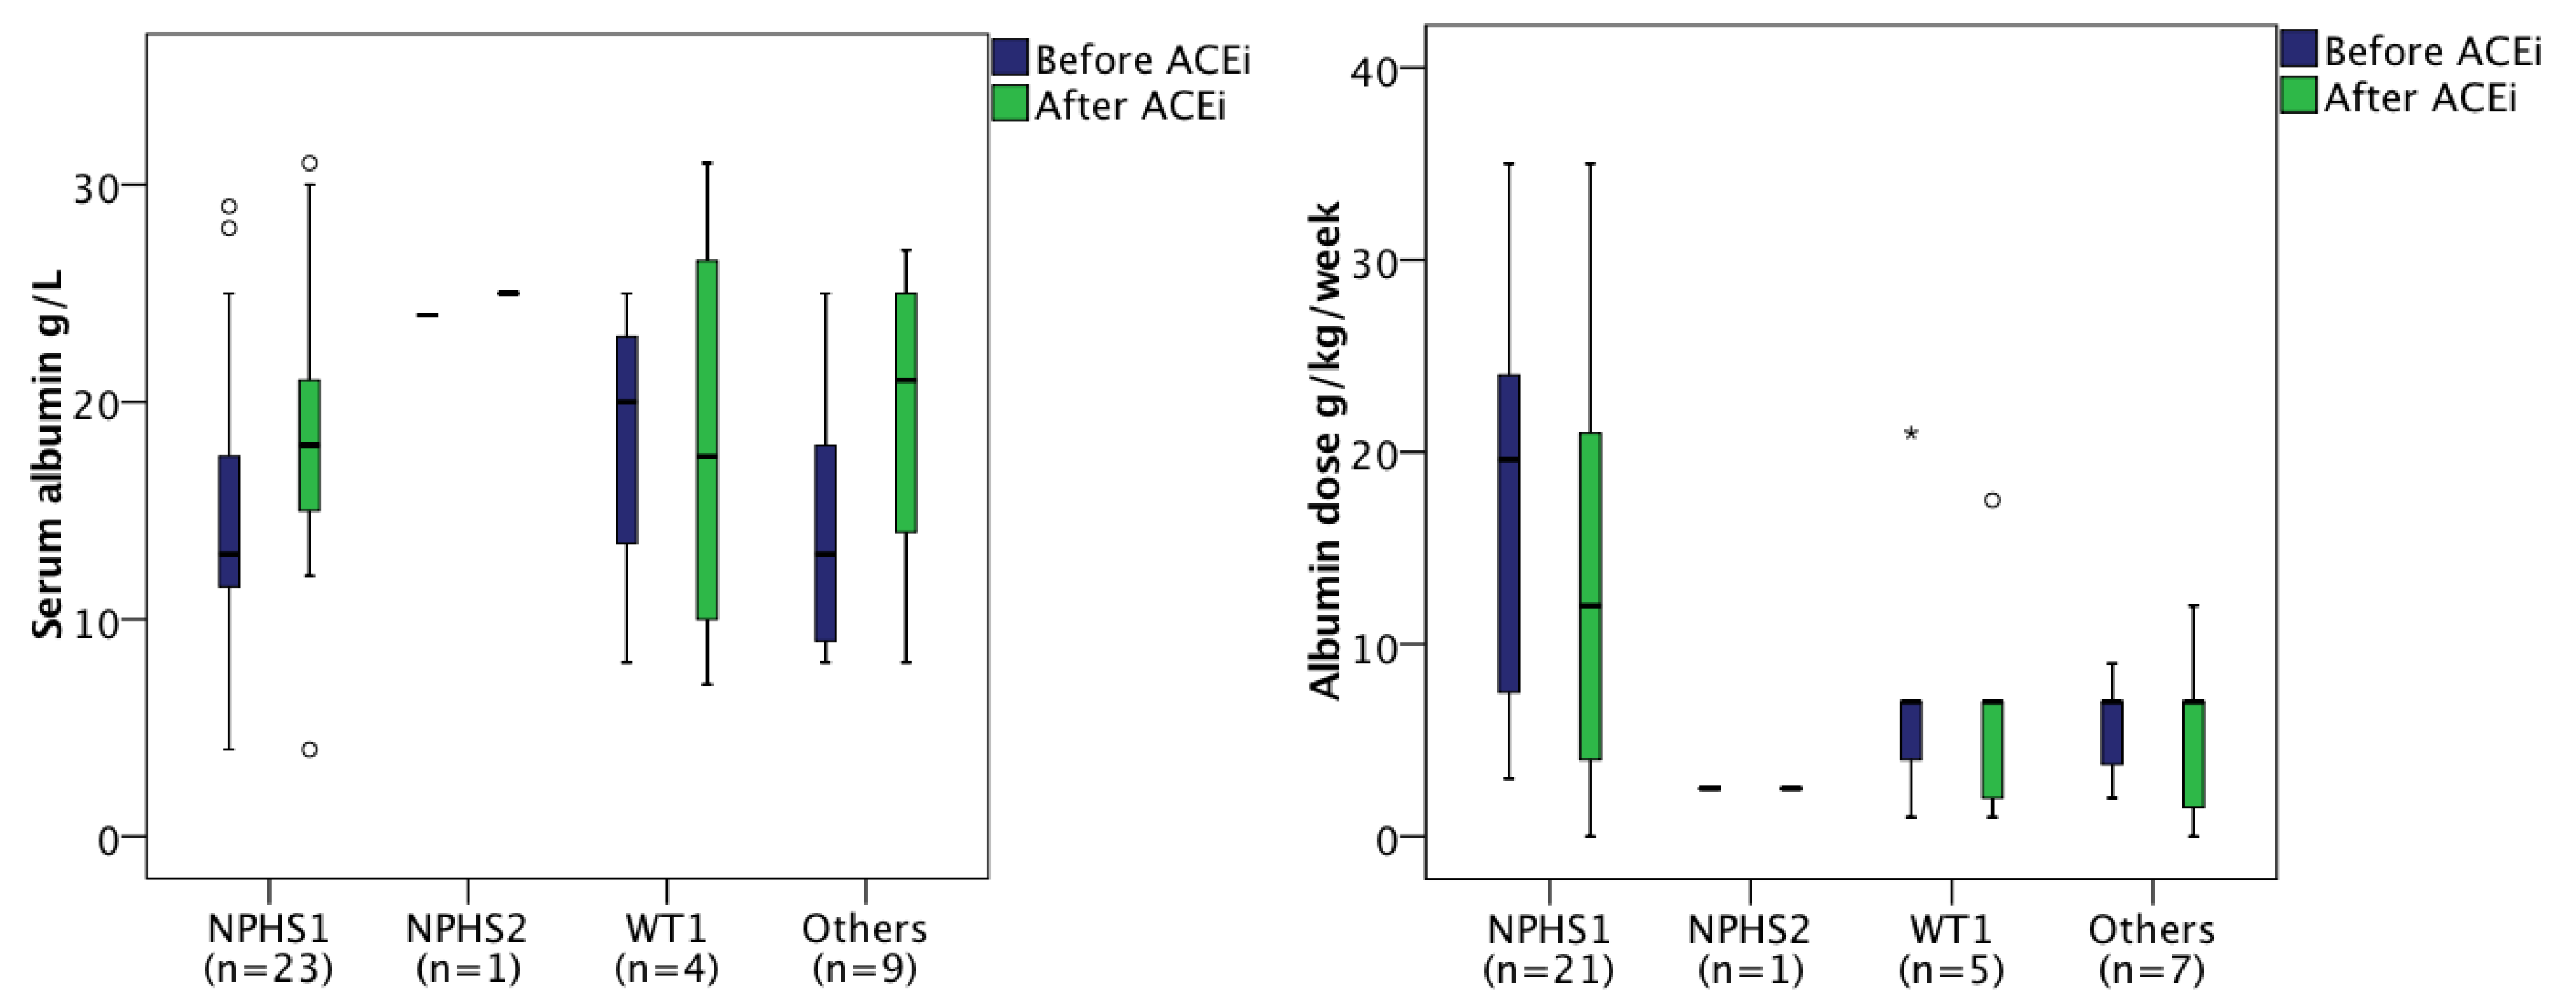 Before ACEi
After ACEi
Serum albumin g/L
30
20
10
0
NPHS1
(n=23)
NPHS2
(n=1)
WT1
(n=4)
Others
(n=9)
Before ACEi
After ACEi
Albumin dose g/kg/week
40
30
20
10
0
NPHS1
(n=21)
NPHS2
(n=1)
WT1
(n=5)
Others
(n=7)